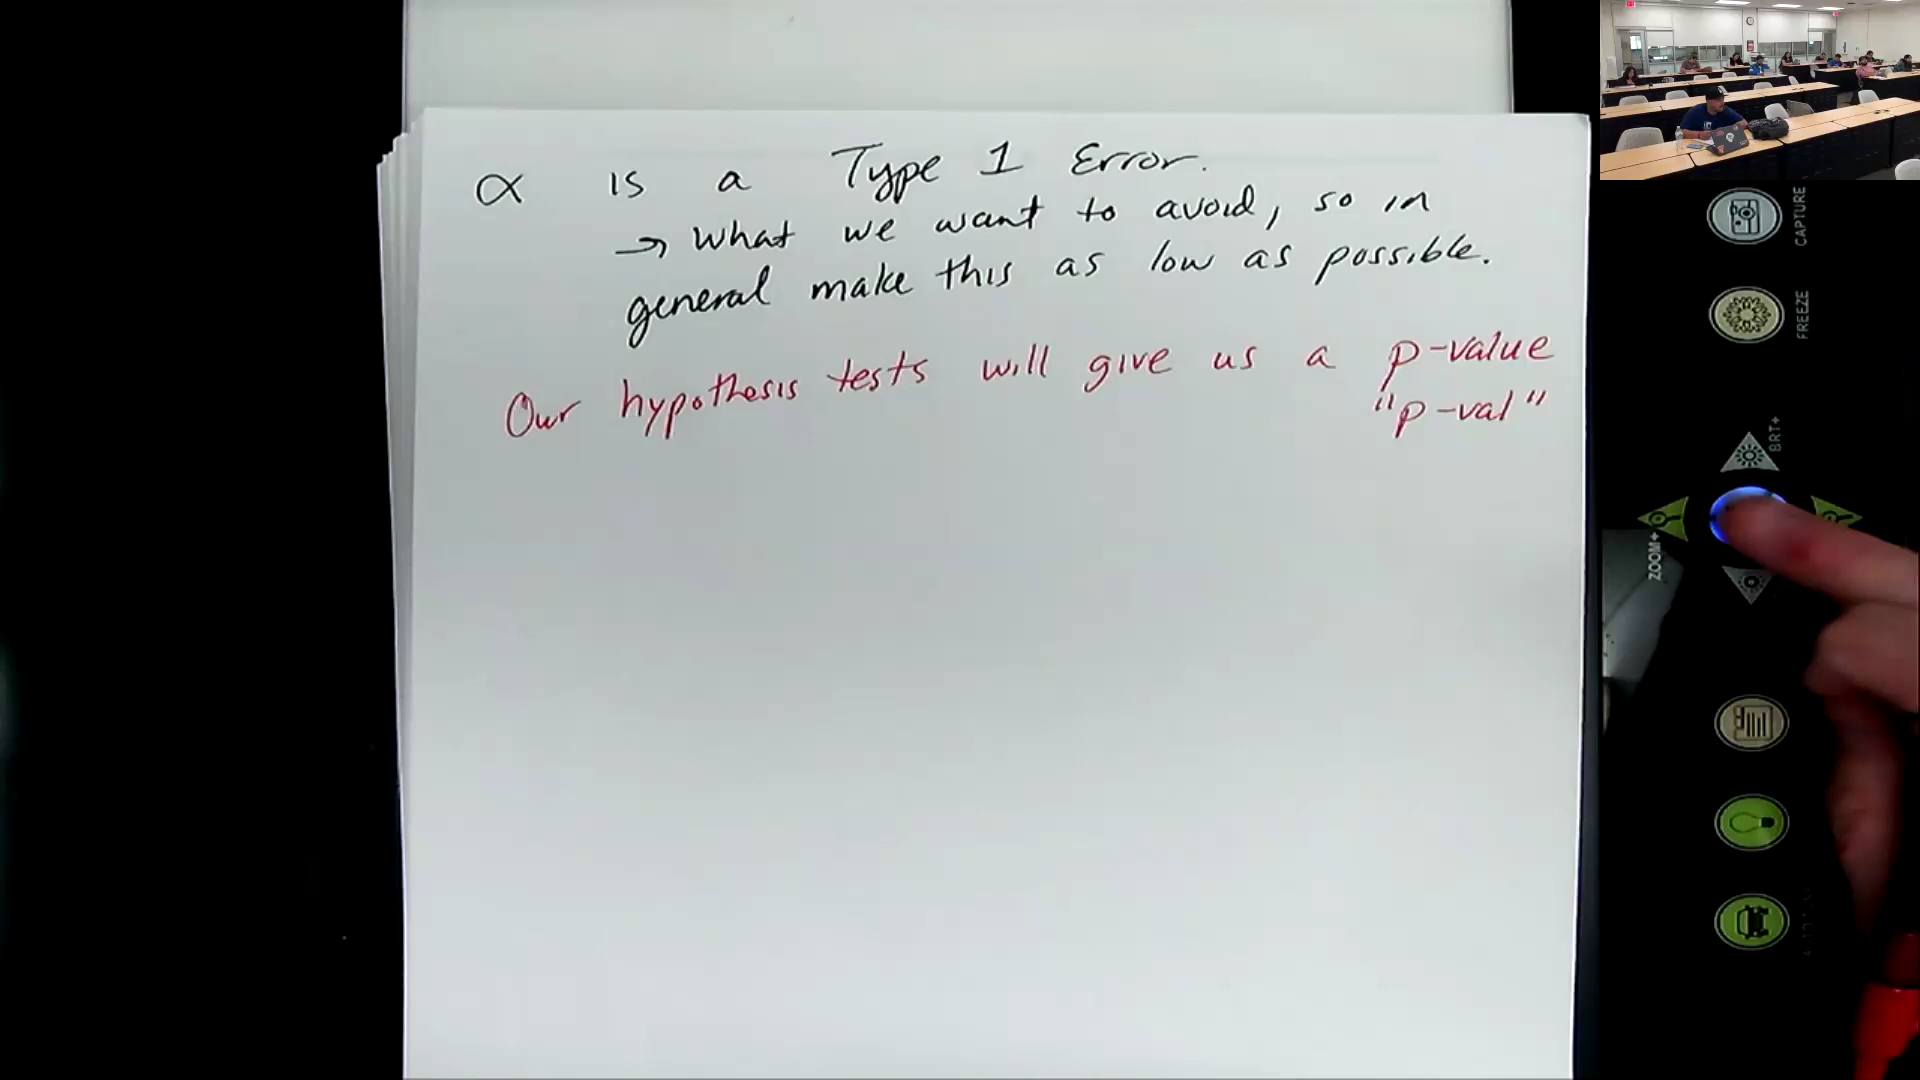 α is a Type 1 Error.
→ what we want to avoid, so in
general make this as low as possible.
Our hypothesis tests will give us a p-value
"p-val"
CAPTURE
FREEZE
BRT+
ZOOM+